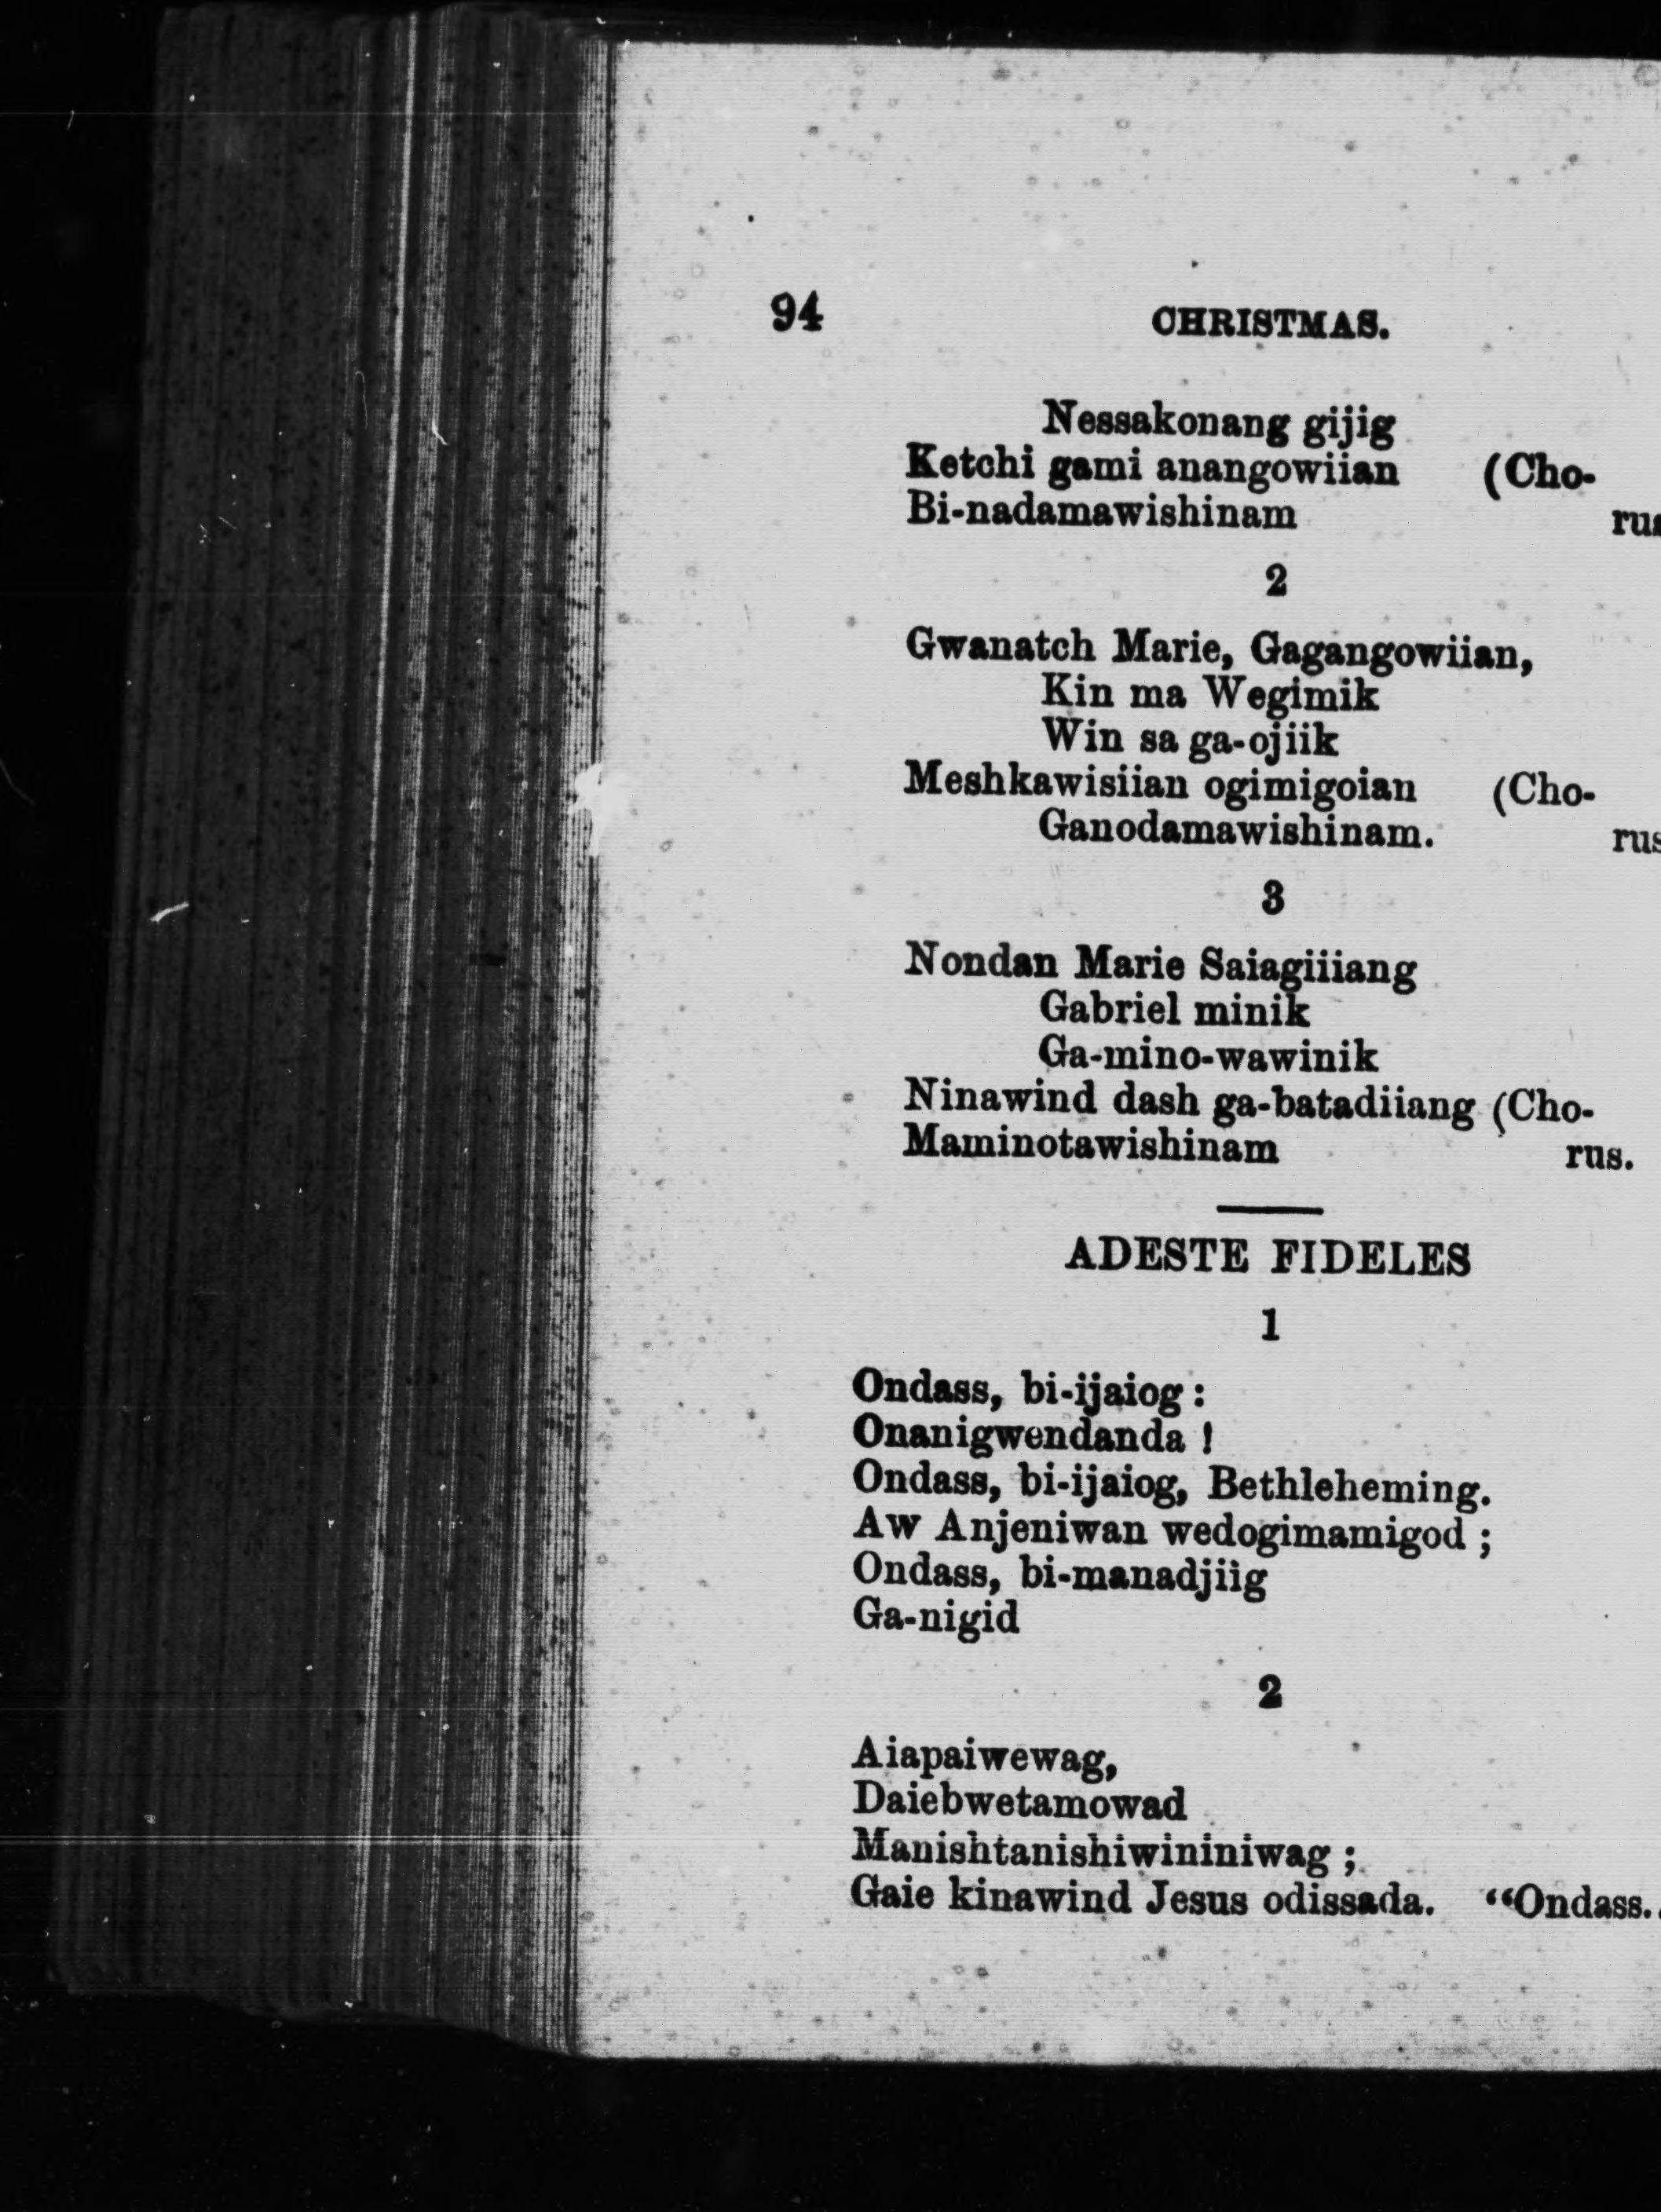 94 CHRISTMAS.
Nessakonang gijig
Ketchi gami anangowiian (Cho-
Bi-nadamawishinam rus
2
Gwanatch Marie, Gagangowiian,
Kin ma Wegimik
Win sa ga-ojiik
Meshkawisiian ogimigoian (Cho-
Ganodamawishinam. rus
3
Nondan Marie Saiagiiiang
Gabriel minik
Ga-mino-wawinik
Ninawind dash ga-batadiiang (Cho-
Maminotawishinam rus.
ADESTE FIDELES
1
Ondass, bi-ijaiog :
Onanigwendanda !
Ondass, bi-ijaiog, Bethleheming.
Aw Anjeniwan wedogimamigod ;
Ondass, bi-manadjiig
Ga-nigid
2
Aiapaiwewag,
Daiebwetamowad
Manishtanishiwininiwag ;
Gaie kinawind Jesus odissada. “Ondass..